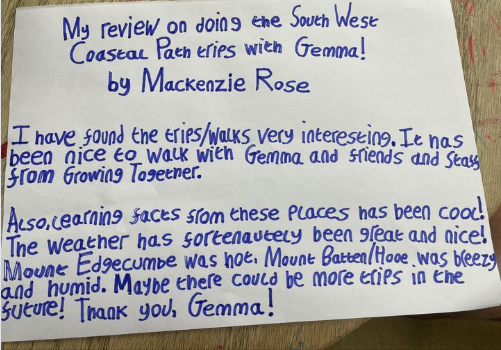 My review on doing the South West
Coastal Path trips with Gemma!
by Mackenzie Rose
I have found the trips/walks very interesting. It has
been nice to walk with Gemma and friends and Staff
from Growing Together.
Also, Learning facts from these Places has been cool!
The weather has fortenautely been great and nice!
Mount Edgecumbe was hot. Mount Batten/Hooe was breezy
and humid. Maybe there could be more trips in the
future! Thank you, Gemma!